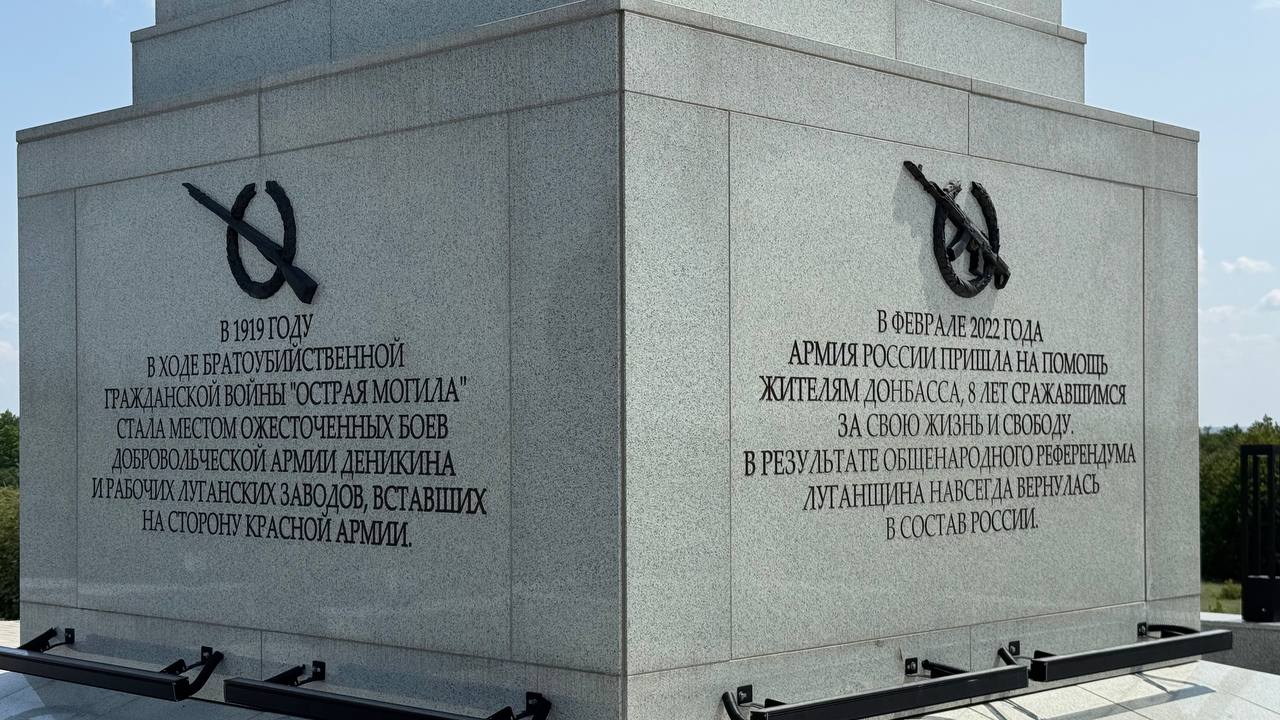 В 1919 ГОДУ
В ХОДЕ БРАТОУБИЙСТВЕННОЙ
ГРАЖДАНСКОЙ ВОЙНЫ "ОСТРАЯ МОГИЛА"
СТАЛА МЕСТОМ ОЖЕСТОЧЕННЫХ БОЕВ
ДОБРОВОЛЬЧЕСКОЙ АРМИИ ДЕНИКИНА
И РАБОЧИХ ЛУГАНСКИХ ЗАВОДОВ, ВСТАВШИХ
НА СТОРОНУ КРАСНОЙ АРМИИ.
В ФЕВРАЛЕ 2022 ГОДА
АРМИЯ РОССИИ ПРИШЛА НА ПОМОЩЬ
ЖИТЕЛЯМ ДОНБАССА, 8 ЛЕТ СРАЖАВШИМСЯ
ЗА СВОЮ ЖИЗНЬ И СВОБОДУ.
В РЕЗУЛЬТАТЕ ОБЩЕНАРОДНОГО РЕФЕРЕНДУМА
ЛУГАНЩИНА НАВСЕГДА ВЕРНУЛАСЬ
В СОСТАВ РОССИИ.